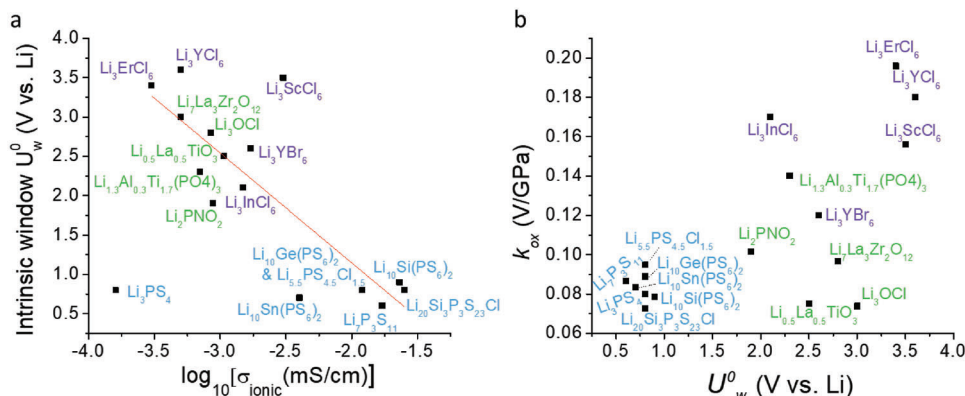 a
b
Intrinsic window U⁰w (V vs. Li)
4.0
3.5
3.0
2.5
2.0
1.5
1.0
0.5
Li3ErCl6
Li3YCl6
Li3ScCl6
Li7La3Zr2O12
Li3OCl
Li0.5La0.5TiO3
Li3YBr6
Li1.3Al0.3Ti1.7(PO4)3
Li3InCl6
Li2PNO2
Li10Ge(PS6)2
& Li5.5PS4.5Cl1.5
Li10Si(PS6)2
Li3PS4
Li10Sn(PS6)2
Li20Si3P3S23Cl
Li7P3S11
-4.0
-3.5
-3.0
-2.5
-2.0
-1.5
log10[σionic(mS/cm)]
kox (V/GPa)
0.20
0.18
0.16
0.14
0.12
0.10
0.08
0.06
Li3ErCl6
Li3YCl6
Li3InCl6
Li3ScCl6
Li1.3Al0.3Ti1.7(PO4)3
Li3YBr6
Li5.5PS4.5Cl1.5
Li2PNO2
Li7La3Zr2O12
Li7P3S11
Li10Ge(PS6)2
Li10Sn(PS6)2
Li3PS4
Li10Si(PS6)2
Li3OCl
Li20Si3P3S23Cl
Li0.5La0.5TiO3
0.5
1.0
1.5
2.0
2.5
3.0
3.5
4.0
U⁰w (V vs. Li)